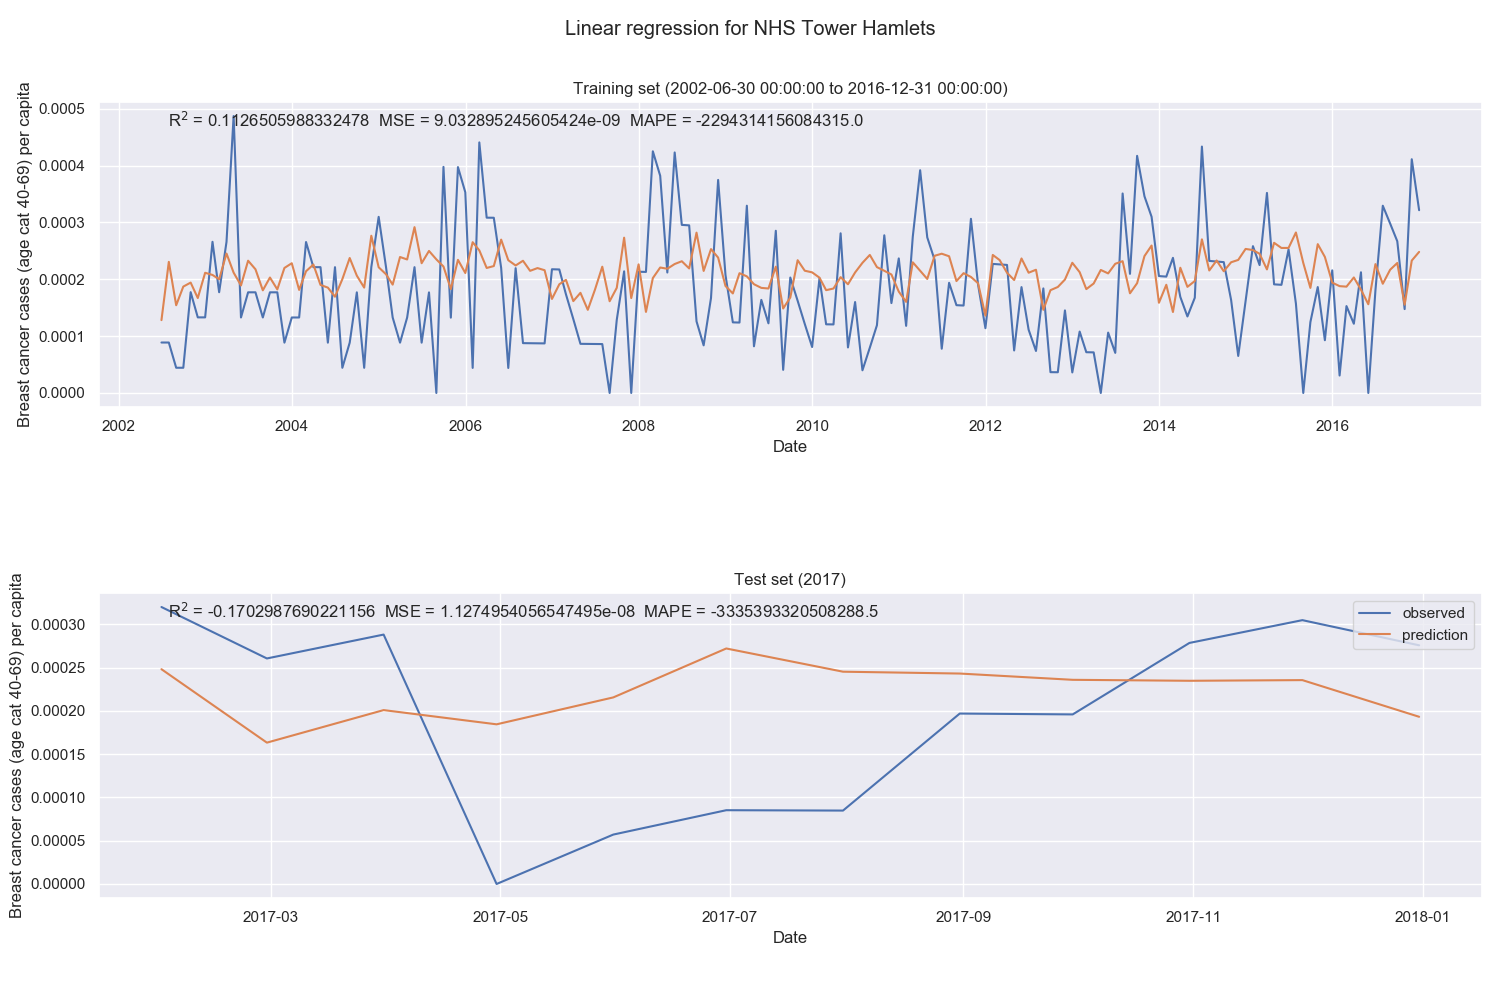 Linear regression for NHS Tower Hamlets
Training set (2002-06-30 00:00:00 to 2016-12-31 00:00:00)
R² = 0.1126505988332478 MSE = 9.032895245605424e-09 MAPE = -2294314156084315.0
Breast cancer cases (age cat 40-69) per capita
0.0005
0.0004
0.0003
0.0002
0.0001
0.0000
2002 2004 2006 2008 2010 2012 2014 2016
Date
Test set (2017)
R² = -0.1702987690221156 MSE = 1.1274954056547495e-08 MAPE = -3335393320508288.5
observed
prediction
Breast cancer cases (age cat 40-69) per capita
0.00030
0.00025
0.00020
0.00015
0.00010
0.00005
0.00000
2017-03 2017-05 2017-07 2017-09 2017-11 2018-01
Date